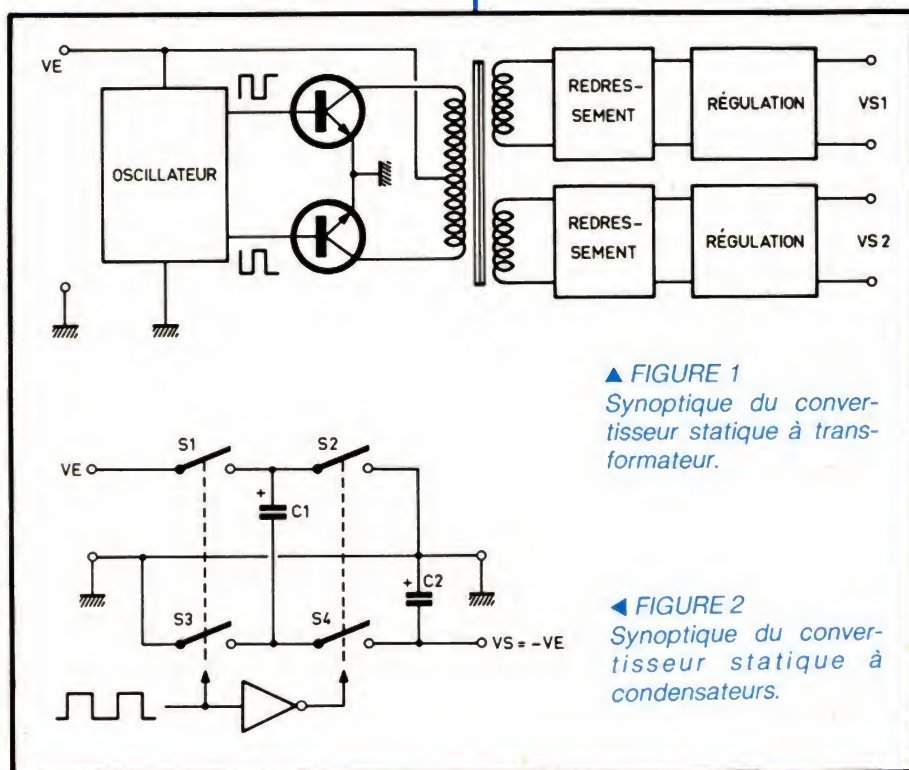 VE
OSCILLATEUR
REDRES-
SEMENT
RÉGULATION
VS1
REDRES-
SEMENT
RÉGULATION
VS2
▲ FIGURE 1
Synoptique du conver-
tisseur statique à trans-
formateur.
VE
S1
S2
+
C1
+
C2
S3
S4
VS = -VE
◀ FIGURE 2
Synoptique du conver-
tisseur statique à
condensateurs.